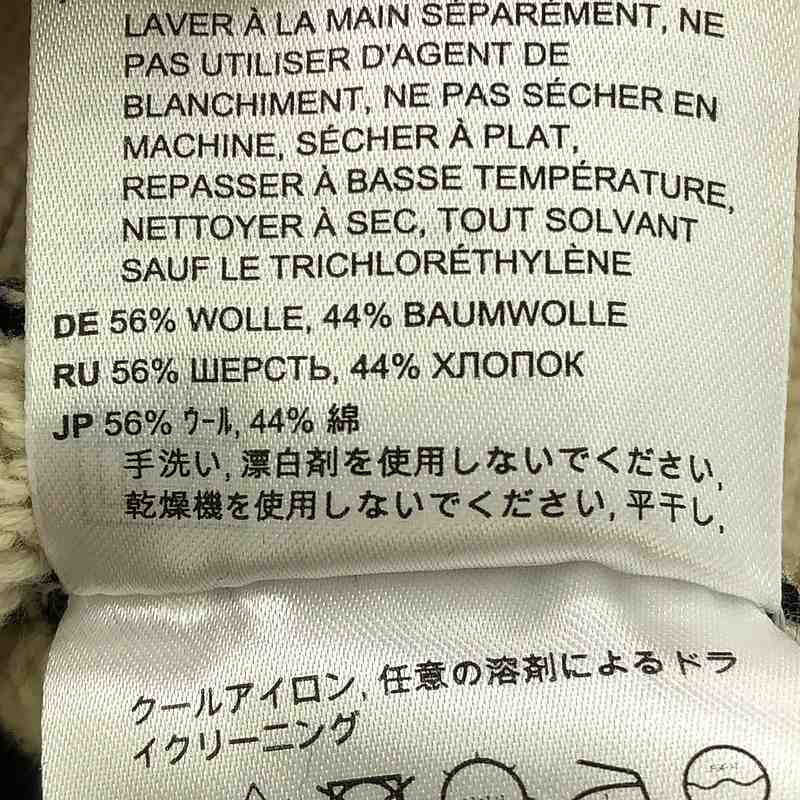 LAVER À LA MAIN SÉPARÉMENT, NE
PAS UTILISER D'AGENT DE
BLANCHIMENT, NE PAS SÉCHER EN
MACHINE, SÉCHER À PLAT,
REPASSER À BASSE TEMPÉRATURE,
NETTOYER À SEC, TOUT SOLVANT
SAUF LE TRICHLORÉTHYLÈNE
DE 56% WOLLE, 44% BAUMWOLLE
RU 56% ШЕРСТЬ, 44% ХЛОПОК
JP 56% ウール, 44% 綿
手洗い, 漂白剤を使用しないでください,
乾燥機を使用しないでください, 平干し,
クールアイロン, 任意の溶剤によるドラ
イクリーニング